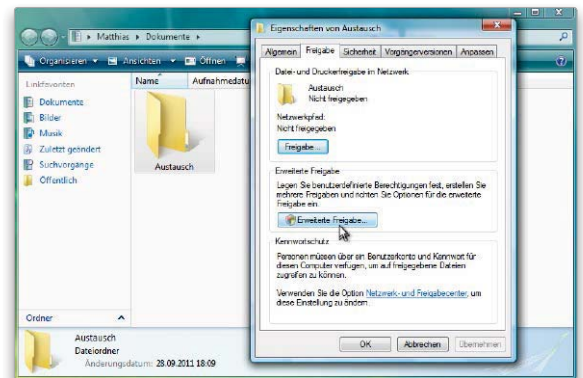 Matthias ▸ Dokumente ▸
Organisieren ▾ Ansichten ▾ Öffnen
Linkfavoriten
Dokumente
Bilder
Musik
Zuletzt geändert
Suchvorgänge
Öffentlich
Ordner
Name Aufnahmedatu
Austausch
Austausch
Dateiordner
Änderungsdatum: 28.09.2011 18:09
Eigenschaften von Austausch
Allgemein Freigabe Sicherheit Vorgängerversionen Anpassen
Datei- und Druckerfreigabe im Netzwerk
Austausch
Nicht freigegeben
Netzwerkpfad:
Nicht freigegeben
Freigabe...
Erweiterte Freigabe
Legen Sie benutzerdefinierte Berechtigungen fest, erstellen Sie
mehrere Freigaben und richten Sie Optionen für die erweiterte
Freigabe ein.
Erweiterte Freigabe...
Kennwortschutz
Personen müssen über ein Benutzerkonto und Kennwort für
diesen Computer verfügen, um auf freigegebene Dateien
zugreifen zu können.
Verwenden Sie die Option Netzwerk- und Freigabecenter, um
diese Einstellung zu ändern.
OK Abbrechen Übernehmen